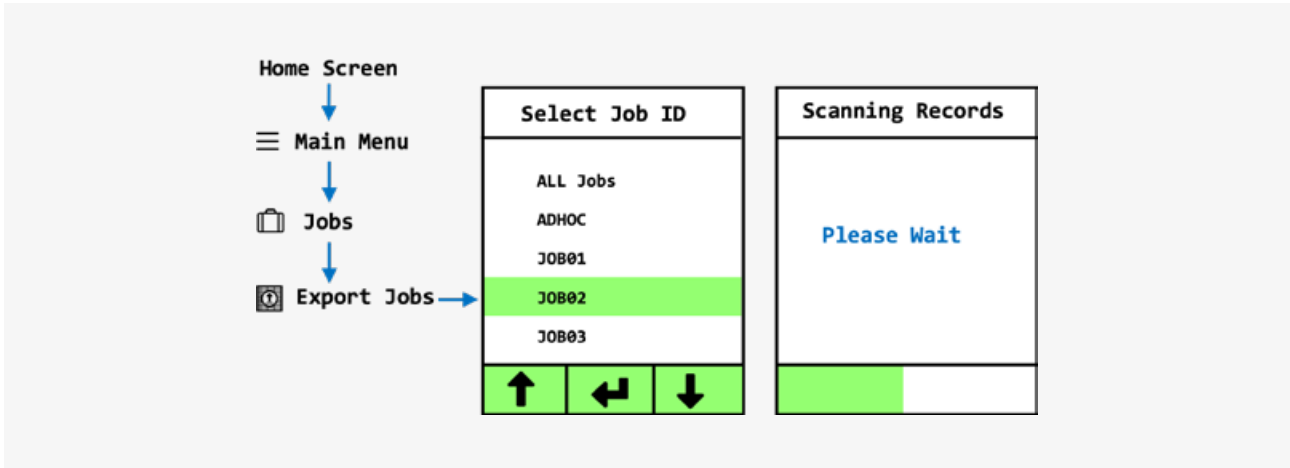 Home Screen
Main Menu
Jobs
Export Jobs
Select Job ID
ALL Jobs
ADHOC
JOB01
JOB02
JOB03
Scanning Records
Please Wait